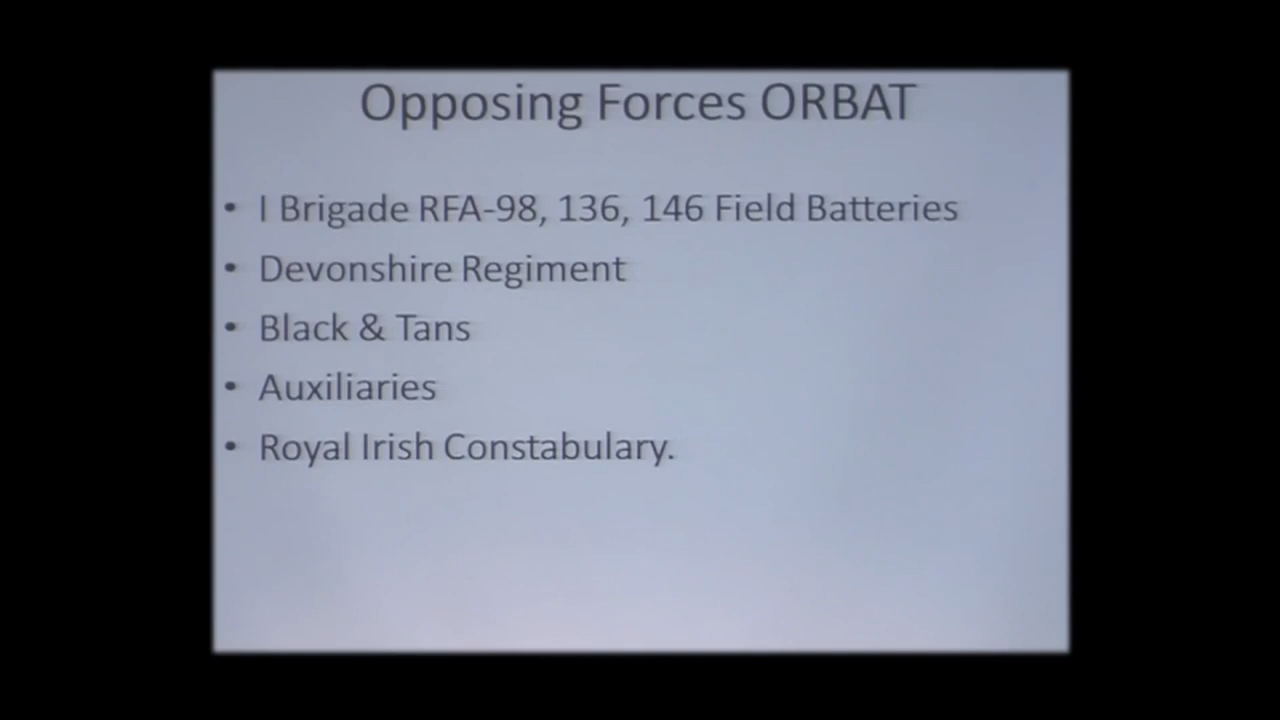 Opposing Forces ORBAT
• I Brigade RFA-98, 136, 146 Field Batteries
• Devonshire Regiment
• Black & Tans
• Auxiliaries
• Royal Irish Constabulary.